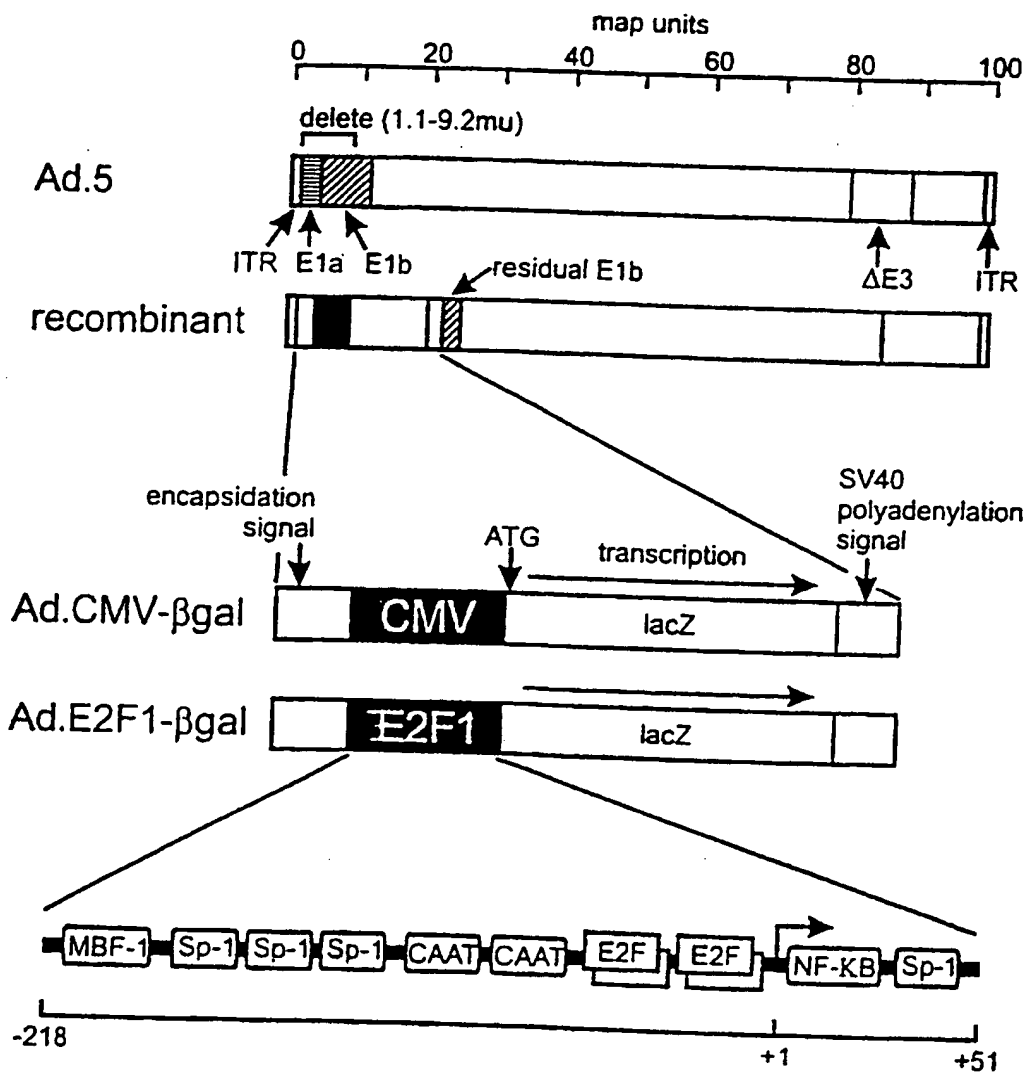 map units
0 20 40 60 80 100
delete (1.1-9.2mu)
Ad.5
ITR E1a E1b ΔE3 ITR
residual E1b
recombinant
encapsidation
signal
ATG
transcription
SV40
polyadenylation
signal
Ad.CMV-βgal
CMV
lacZ
Ad.E2F1-βgal
E2F1
lacZ
MBF-1 Sp-1 Sp-1 Sp-1 CAAT CAAT E2F E2F NF-KB Sp-1
-218 +1 +51